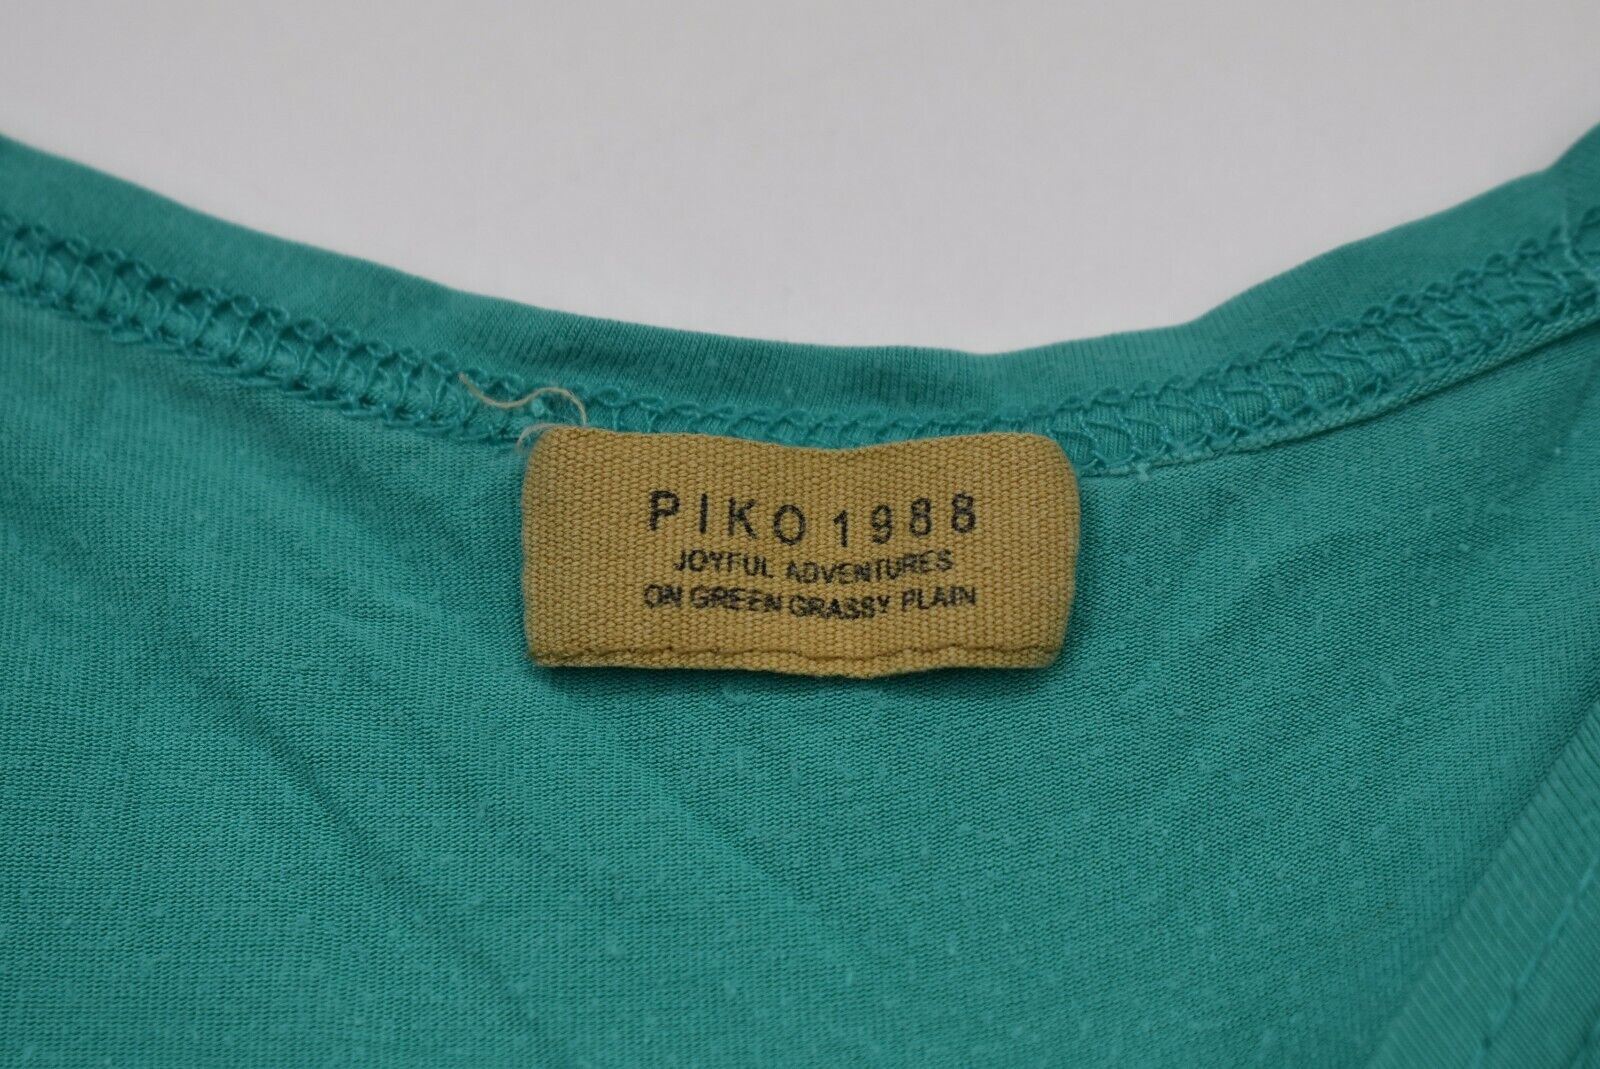 PIKO 1988
JOYFUL ADVENTURES
ON GREEN GRASSY PLAIN